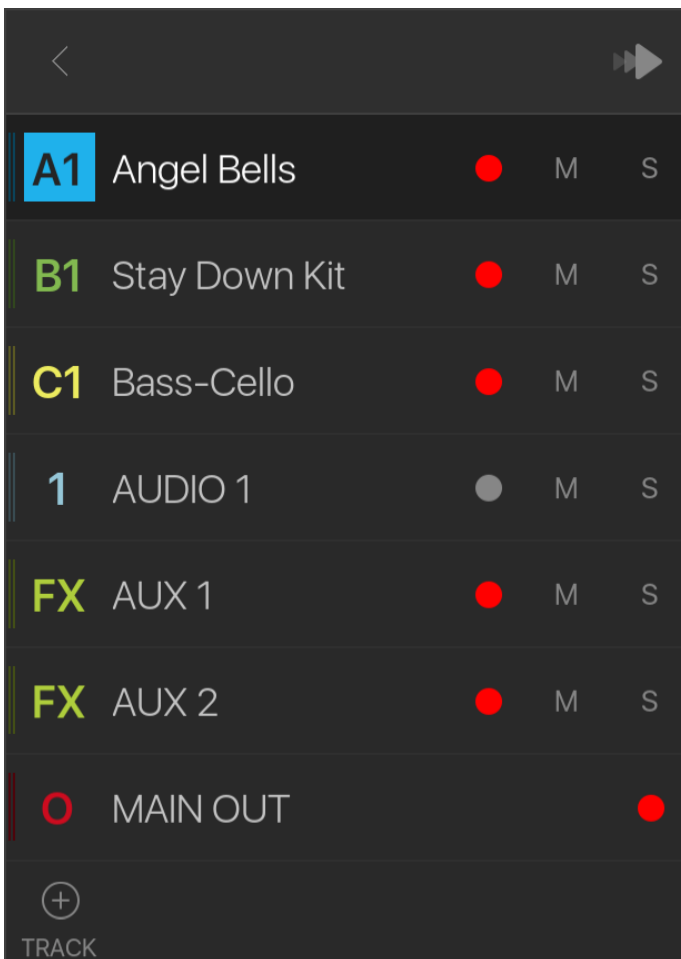 A1 Angel Bells M S
B1 Stay Down Kit M S
C1 Bass-Cello M S
1 AUDIO 1 M S
FX AUX 1 M S
FX AUX 2 M S
O MAIN OUT
TRACK